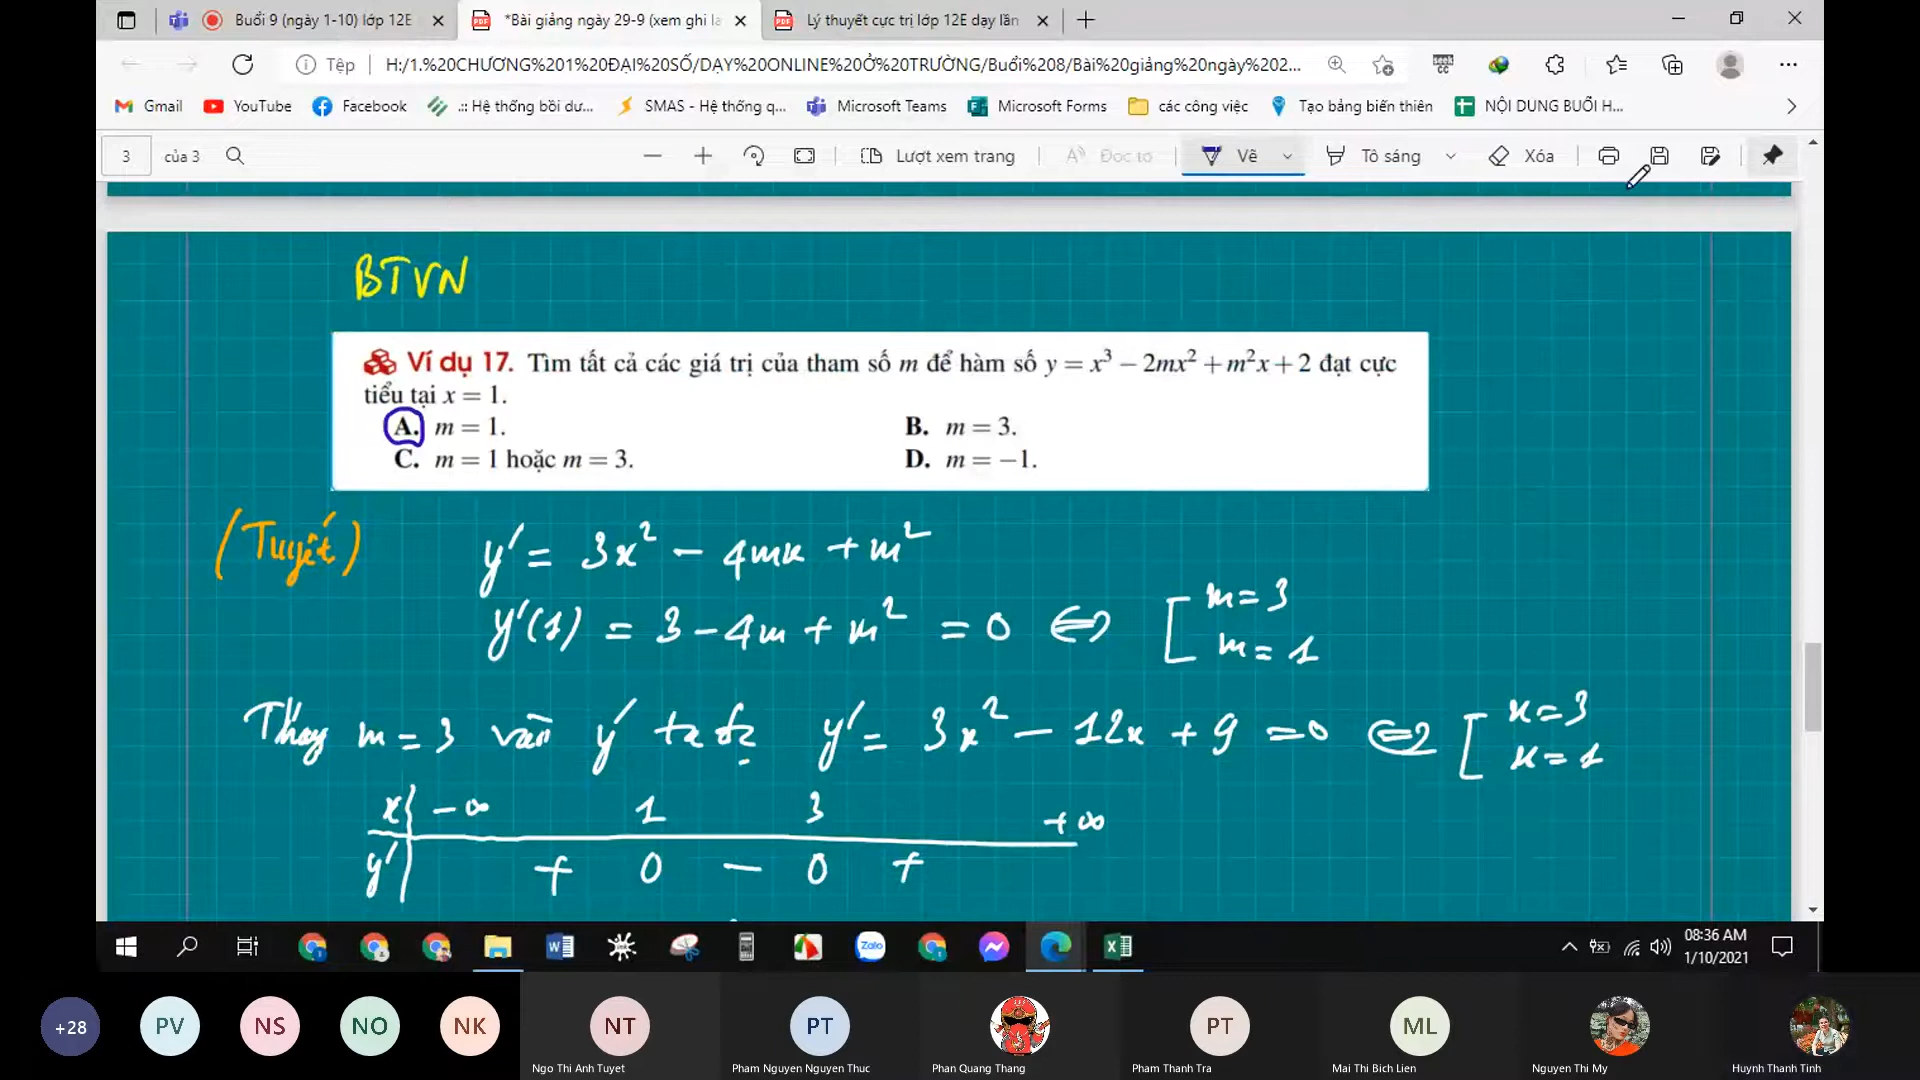 Buổi 9 (ngày 1-10) lớp 12E
*Bài giảng ngày 29-9 (xem ghi lạ
Lý thuyết cực trị lớp 12E dạy lần
Tệp
H:/1.%20CHƯƠNG%201%20ĐẠI%20SỐ/DẠY%20ONLINE%20Ở%20TRƯỜNG/Buổi%208/Bài%20giảng%20ngày%202...
Gmail YouTube Facebook .:: Hệ thống bồi dư... SMAS - Hệ thống q... Microsoft Teams Microsoft Forms các công việc Tạo bảng biến thiên NỘI DUNG BUỔI H...
3 của 3 Lượt xem trang Đọc to Vẽ Tô sáng Xóa
BTVN
Ví dụ 17. Tìm tất cả các giá trị của tham số m để hàm số y = x³ − 2mx² + m²x + 2 đạt cực
tiểu tại x = 1.
A. m = 1. B. m = 3.
C. m = 1 hoặc m = 3. D. m = −1.
(Tuyết)
y' = 3x² − 4mx + m²
y'(1) = 3 − 4m + m² = 0 ⇔ [ m = 3
m = 1
Thay m = 3 vào y' ta đc y' = 3x² − 12x + 9 = 0 ⇔ [ x = 3
x = 1
x −∞ 1 3 +∞
y' + 0 − 0 +
08:36 AM
1/10/2021
+28 PV NS NO NK NT PT PT ML
Ngo Thi Anh Tuyet Pham Nguyen Nguyen Thuc Phan Quang Thang Pham Thanh Tra Mai Thi Bich Lien Nguyen Thi My Huynh Thanh Tinh